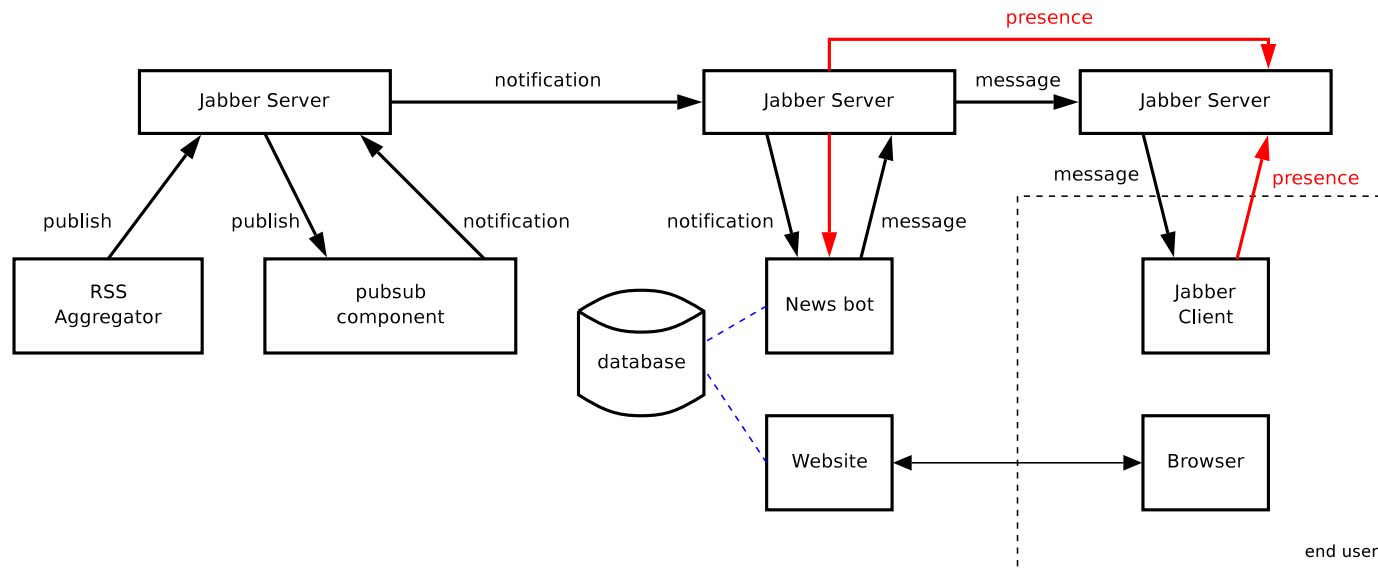 presence
notification
message
Jabber Server
Jabber Server
Jabber Server
message
presence
publish
publish
notification
notification
message
RSS
Aggregator
pubsub
component
News bot
Jabber
Client
database
Website
Browser
end user